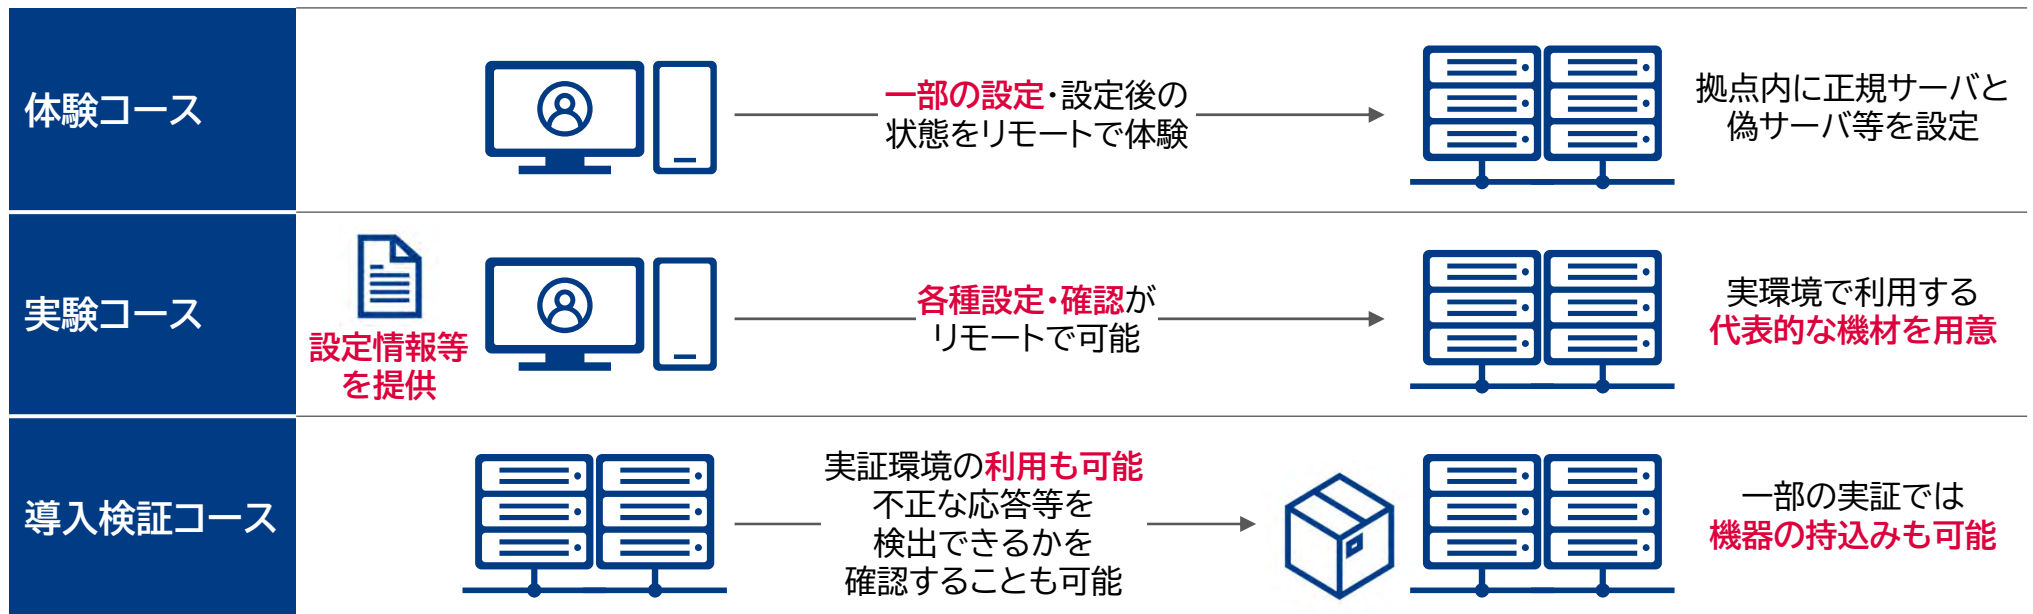 体験コース
一部の設定・設定後の
状態をリモートで体験
拠点内に正規サーバと
偽サーバ等を設定
実験コース
設定情報等
を提供
各種設定・確認が
リモートで可能
実環境で利用する
代表的な機材を用意
導入検証コース
実証環境の利用も可能
不正な応答等を
検出できるかを
確認することも可能
一部の実証では
機器の持込みも可能